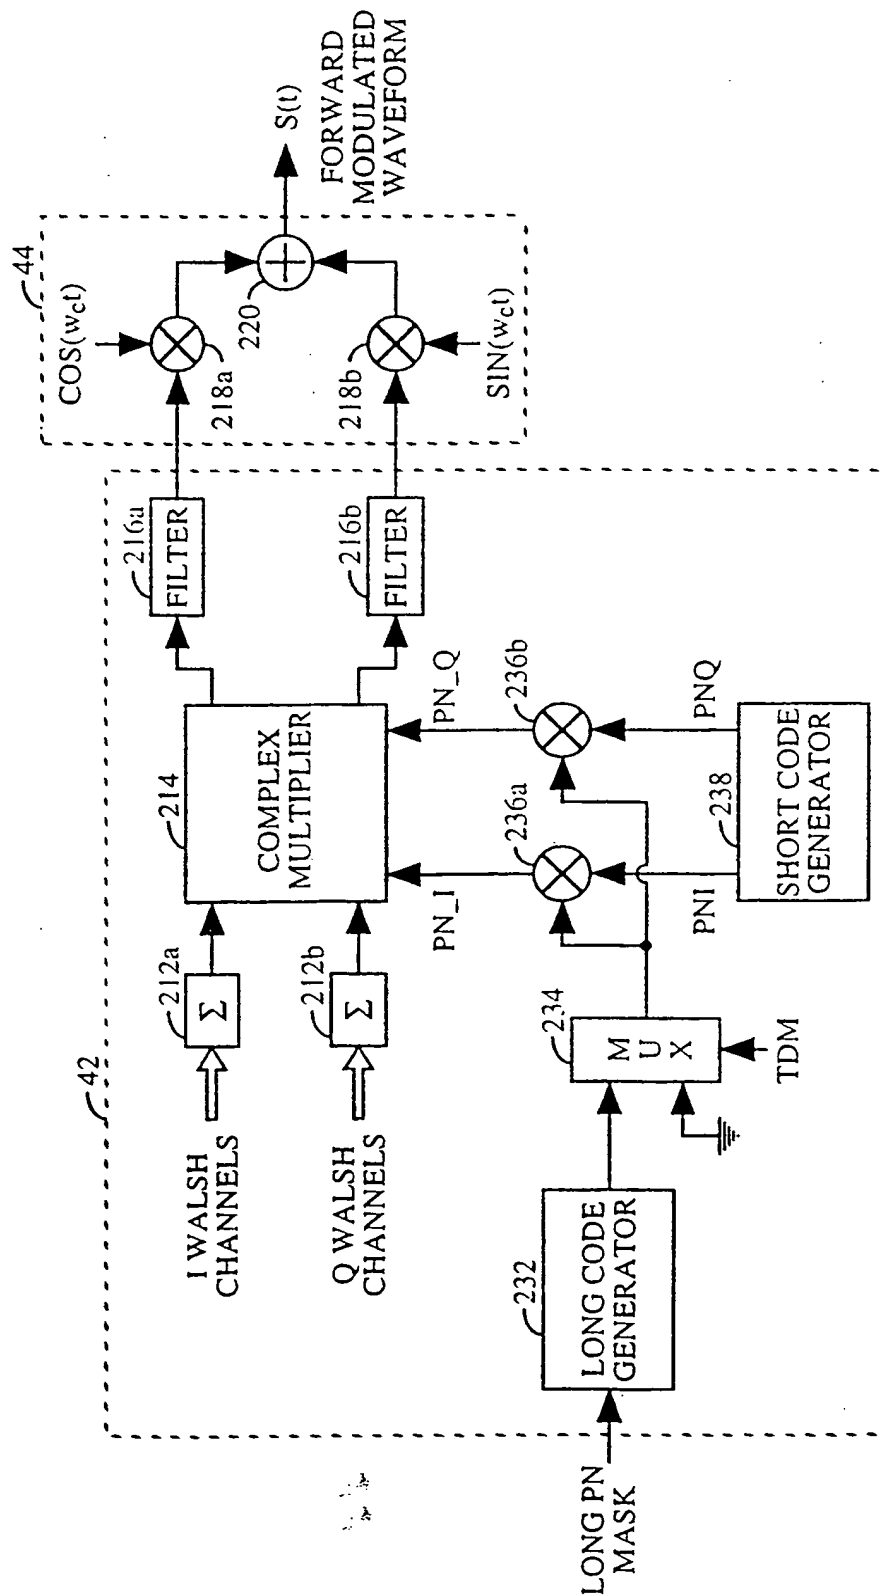 42
44
I WALSH
CHANNELS
212a
Σ
Q WALSH
CHANNELS
212b
Σ
214
COMPLEX
MULTIPLIER
216a
FILTER
216b
FILTER
COS(wct)
218a
218b
SIN(wct)
220
S(t)
FORWARD
MODULATED
WAVEFORM
PN_I
PN_Q
236a
236b
PNI
PNQ
LONG PN
MASK
232
LONG CODE
GENERATOR
234
M
U
X
TDM
238
SHORT CODE
GENERATOR